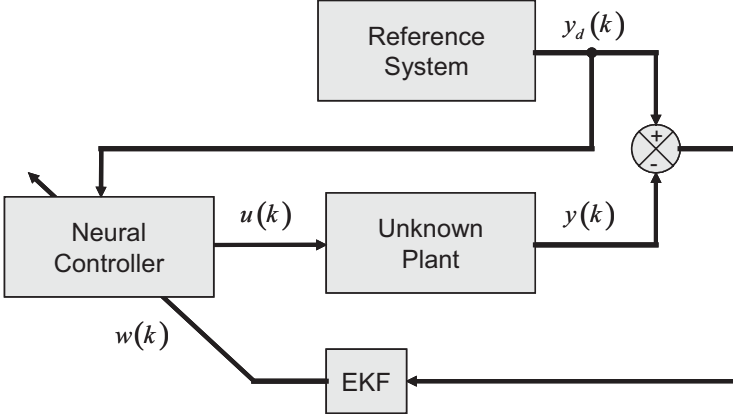 Reference
System
y_d(k)
+
-
Neural
Controller
u(k)
Unknown
Plant
y(k)
w(k)
EKF